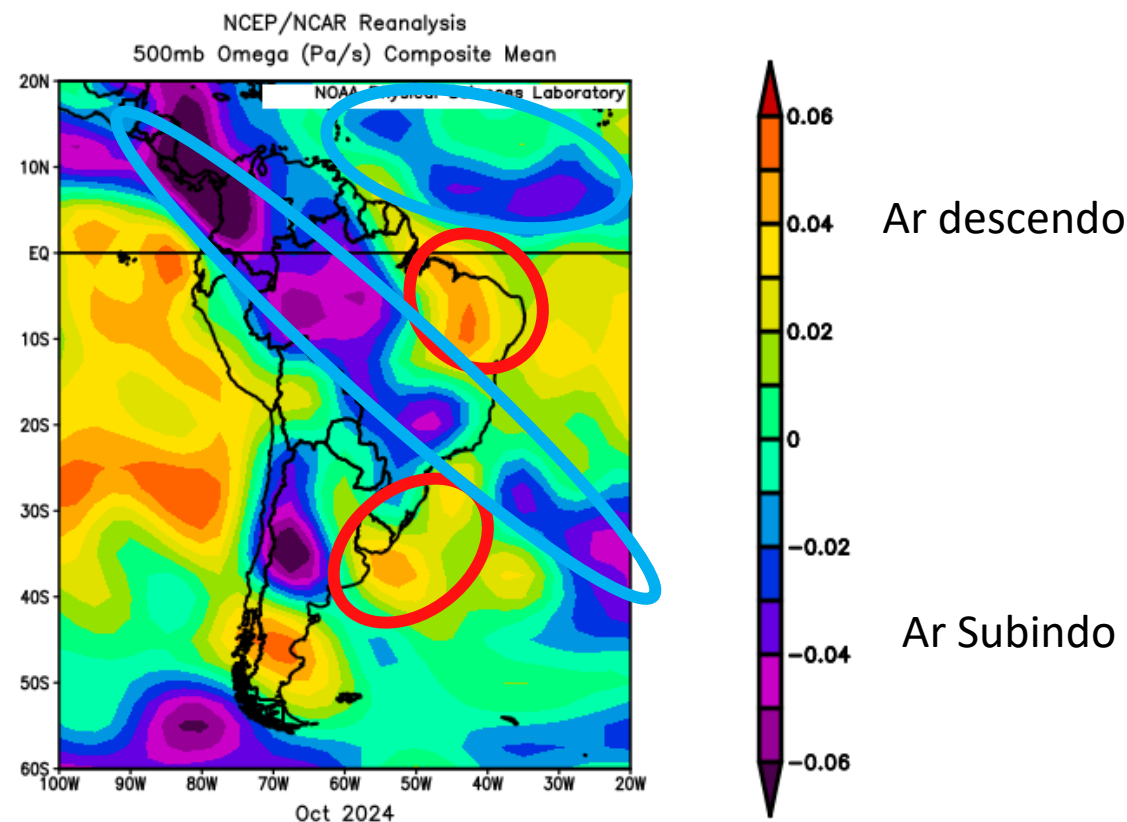 NCEP/NCAR Reanalysis
500mb Omega (Pa/s) Composite Mean
NOAA Physical Sciences Laboratory
20N
10N
EQ
10S
20S
30S
40S
50S
60S
100W 90W 80W 70W 60W 50W 40W 30W 20W
Oct 2024
0.06
0.04
0.02
0
−0.02
−0.04
−0.06
Ar descendo
Ar Subindo